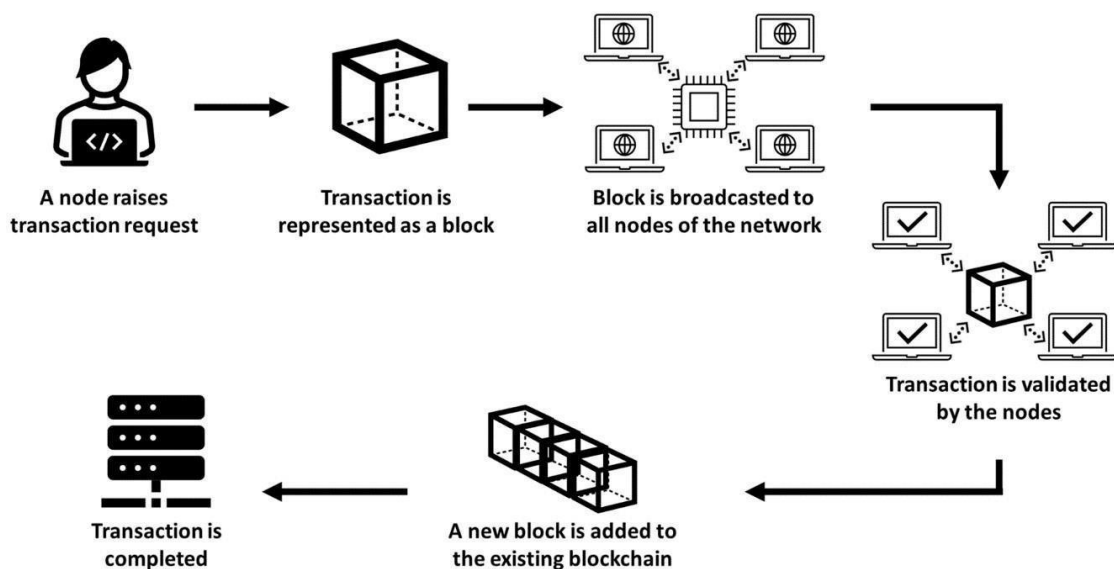 </>
A node raises
transaction request
Transaction is
represented as a block
Block is broadcasted to
all nodes of the network
Transaction is validated
by the nodes
A new block is added to
the existing blockchain
Transaction is
completed